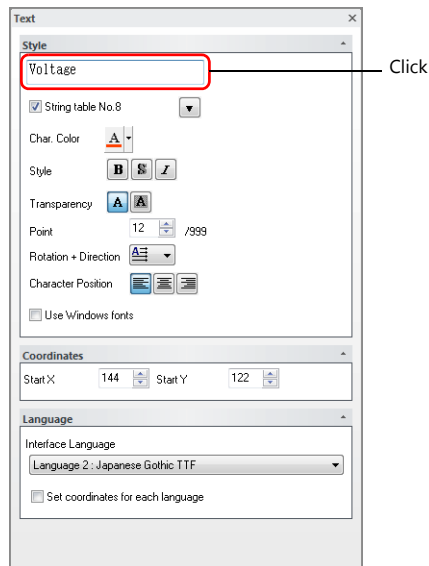 Text
Style
Voltage
Click
String table No.8
Char. Color A
Style B S I
Transparency A A
Point 12 /999
Rotation + Direction A
Character Position
Use Windows fonts
Coordinates
Start X 144 Start Y 122
Language
Interface Language
Language 2 : Japanese Gothic TTF
Set coordinates for each language